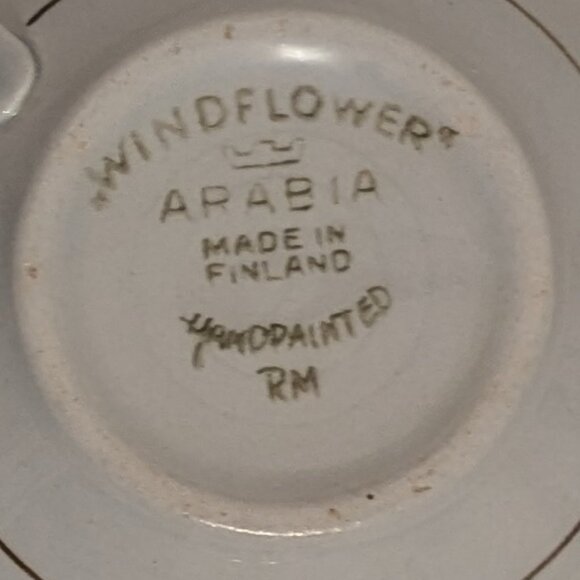 "WINDFLOWER"
ARABIA
MADE IN
FINLAND
HANDPAINTED
RM